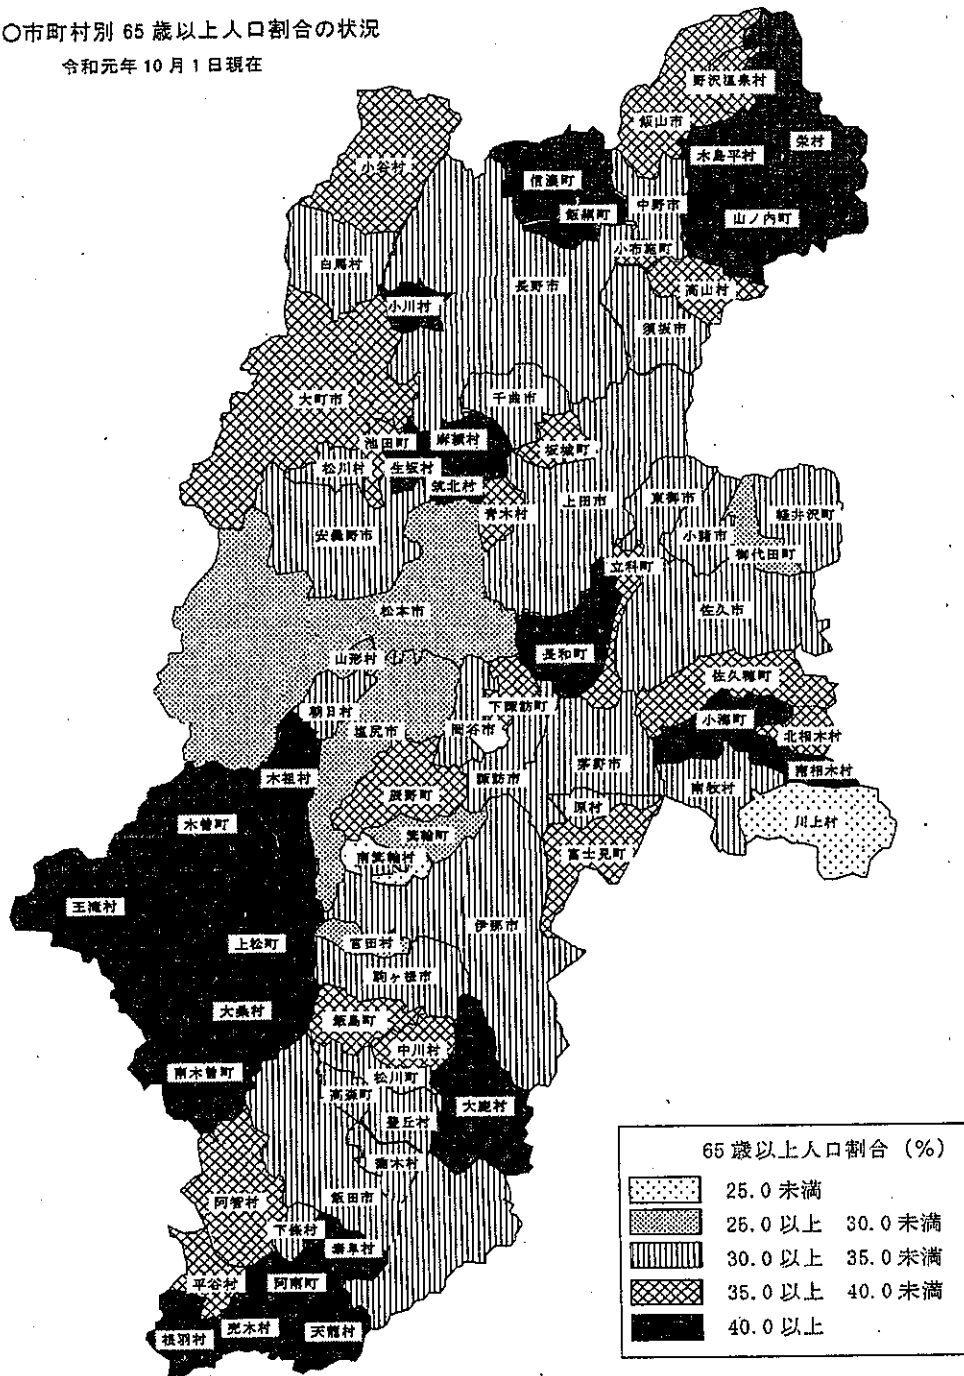 ○市町村別 65 歳以上人口割合の状況
令和元年 10 月 1 日現在
野沢温泉村
飯山市
栄村
木島平村
小谷村
信濃町
中野市
飯綱町
山ノ内町
小布施町
白馬村
長野市
高山村
小川村
須坂市
大町市
千曲市
池田町
麻績村
坂城町
松川村
生坂村
筑北村
上田市
東御市
青木村
軽井沢町
安曇野市
小諸市
御代田町
立科町
松本市
佐久市
長和町
山形村
佐久穂町
下諏訪町
朝日村
小海町
塩尻市
岡谷市
北相木村
茅野市
南相木村
木祖村
諏訪市
南牧村
辰野町
原村
川上村
木曽町
箕輪町
南箕輪村
富士見町
王滝村
伊那市
上松町
宮田村
駒ヶ根市
大桑村
飯島町
中川村
南木曽町
松川町
高森町
大鹿村
豊丘村
喬木村
飯田市
阿智村
下條村
泰阜村
平谷村
阿南町
売木村
天龍村
根羽村
65 歳以上人口割合（%）
25.0 未満
25.0 以上 30.0 未満
30.0 以上 35.0 未満
35.0 以上 40.0 未満
40.0 以上